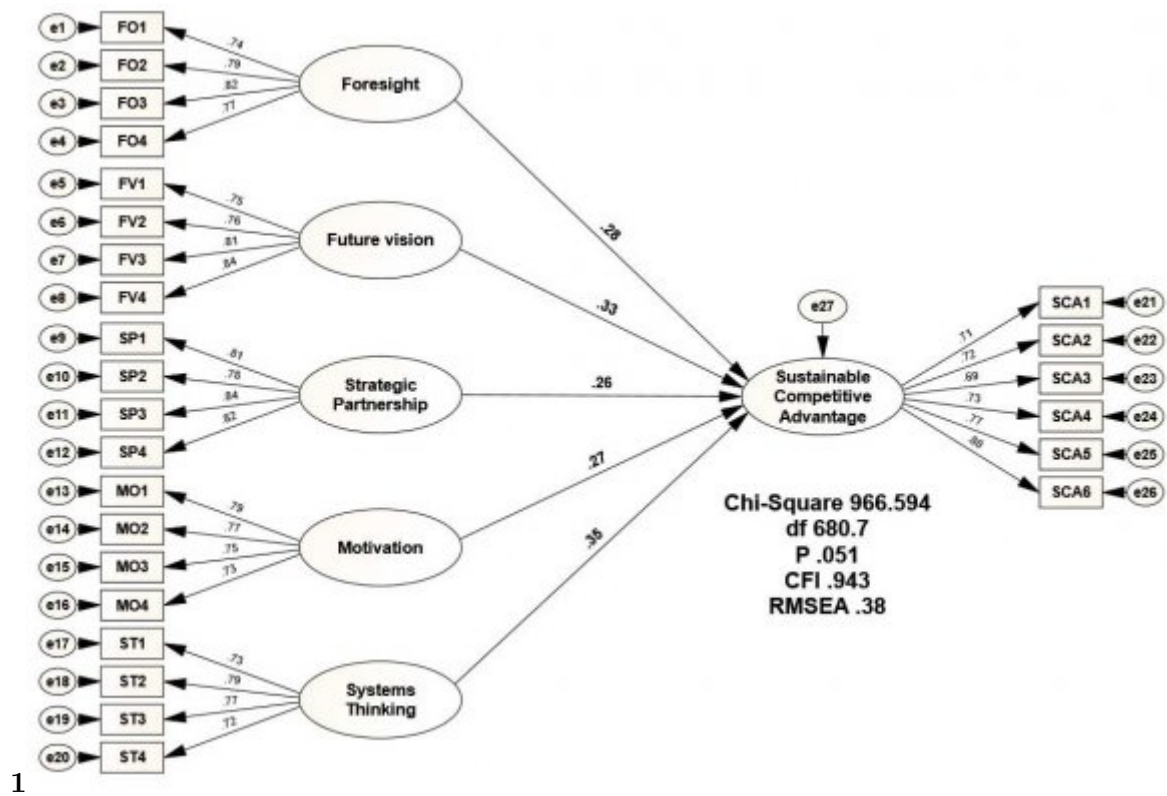 e1 FO1
.74
e2 FO2
.79
e3 FO3
.82
e4 FO4
.77
Foresight
e5 FV1
.75
e6 FV2
.76
e7 FV3
.81
e8 FV4
.84
Future vision
e9 SP1
.81
e10 SP2
.78
e11 SP3
.84
e12 SP4
.82
Strategic
Partnership
e13 MO1
.79
e14 MO2
.77
e15 MO3
.75
e16 MO4
.73
Motivation
e17 ST1
.73
e18 ST2
.79
e19 ST3
.77
e20 ST4
.72
Systems
Thinking
.28
.33
.26
.27
.35
e27
Sustainable
Competitive
Advantage
.71
SCA1 e21
.72
SCA2 e22
.69
SCA3 e23
.73
SCA4 e24
.77
SCA5 e25
SCA6 e26
Chi-Square 966.594
df 680.7
P .051
CFI .943
RMSEA .38
1